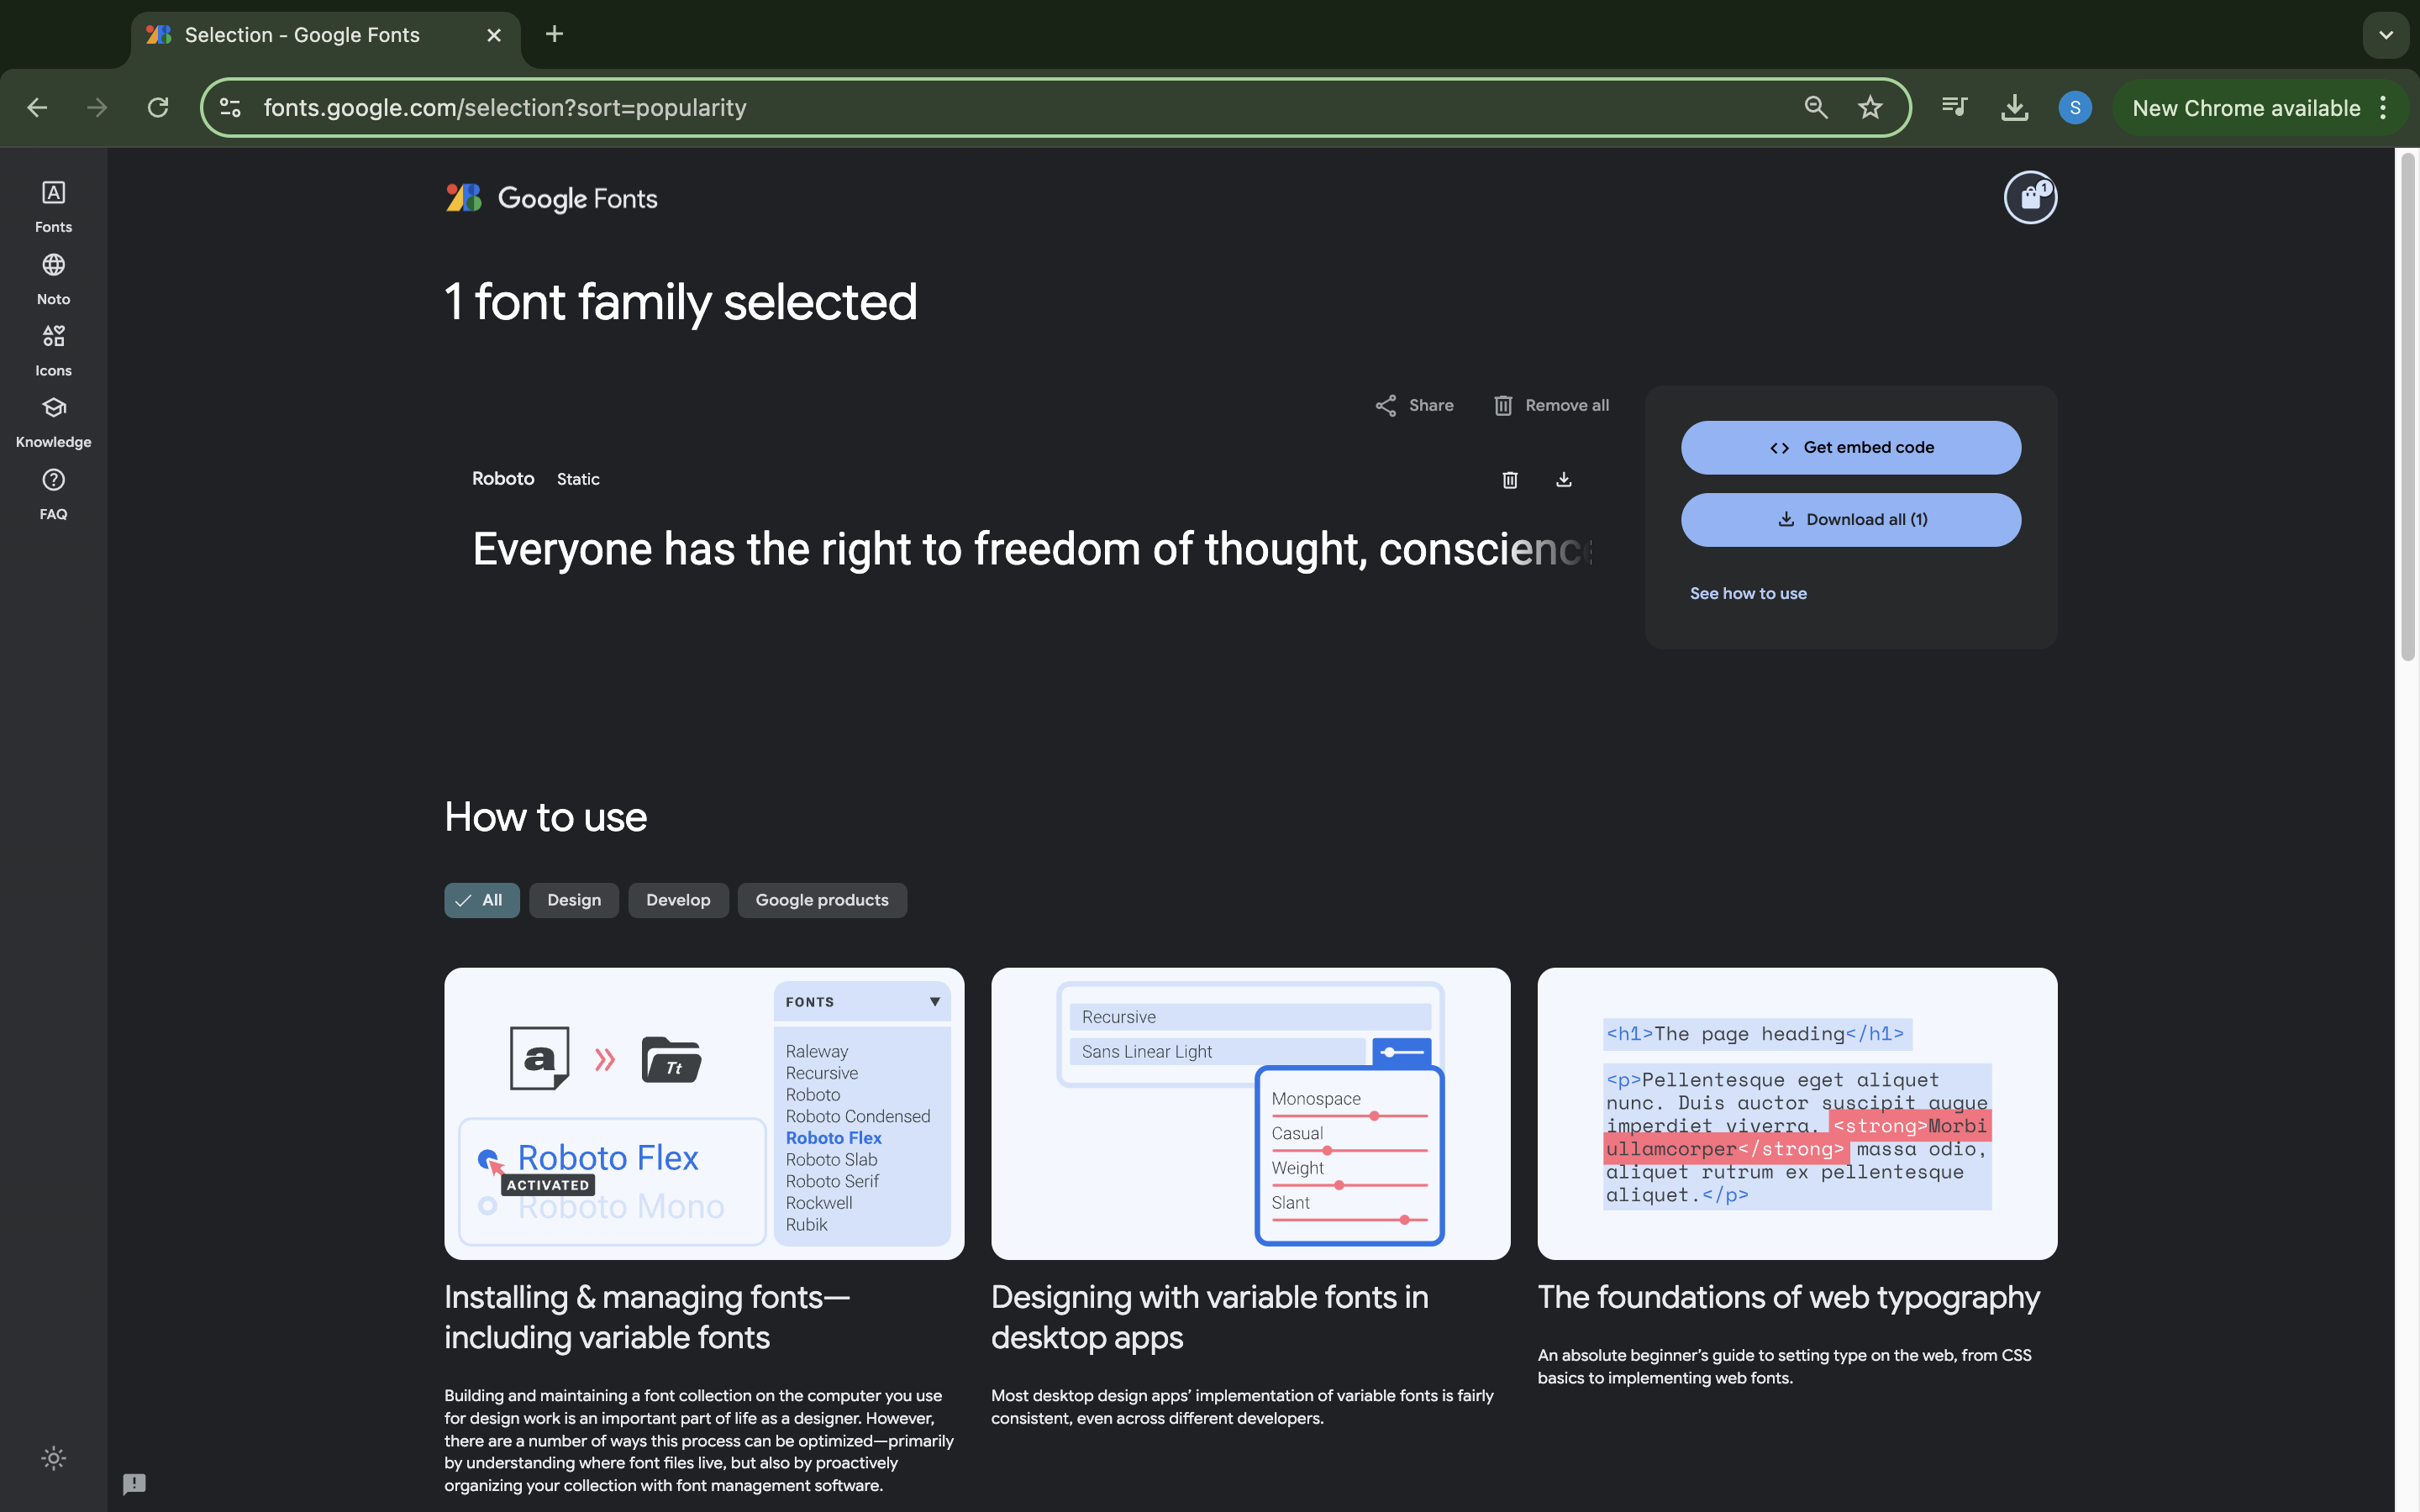 Selection - Google Fonts
fonts.google.com/selection?sort=popularity
S
New Chrome available
Fonts
Noto
Icons
Knowledge
FAQ
Google Fonts
1
1 font family selected
Share
Remove all
Roboto Static
Everyone has the right to freedom of thought, conscience
Get embed code
Download all (1)
See how to use
How to use
All
Design
Develop
Google products
a
Tt
FONTS
Raleway
Recursive
Roboto
Roboto Condensed
Roboto Flex
Roboto Slab
Roboto Serif
Rockwell
Rubik
Roboto Flex
ACTIVATED
Roboto Mono
Installing & managing fonts—
including variable fonts
Building and maintaining a font collection on the computer you use
for design work is an important part of life as a designer. However,
there are a number of ways this process can be optimized—primarily
by understanding where font files live, but also by proactively
organizing your collection with font management software.
Recursive
Sans Linear Light
Monospace
Casual
Weight
Slant
Designing with variable fonts in
desktop apps
Most desktop design apps’ implementation of variable fonts is fairly
consistent, even across different developers.
<h1>The page heading</h1>
<p>Pellentesque eget aliquet
nunc. Duis auctor suscipit augue
imperdiet viverra. <strong>Morbi
ullamcorper</strong> massa odio,
aliquet rutrum ex pellentesque
aliquet.</p>
The foundations of web typography
An absolute beginner’s guide to setting type on the web, from CSS
basics to implementing web fonts.